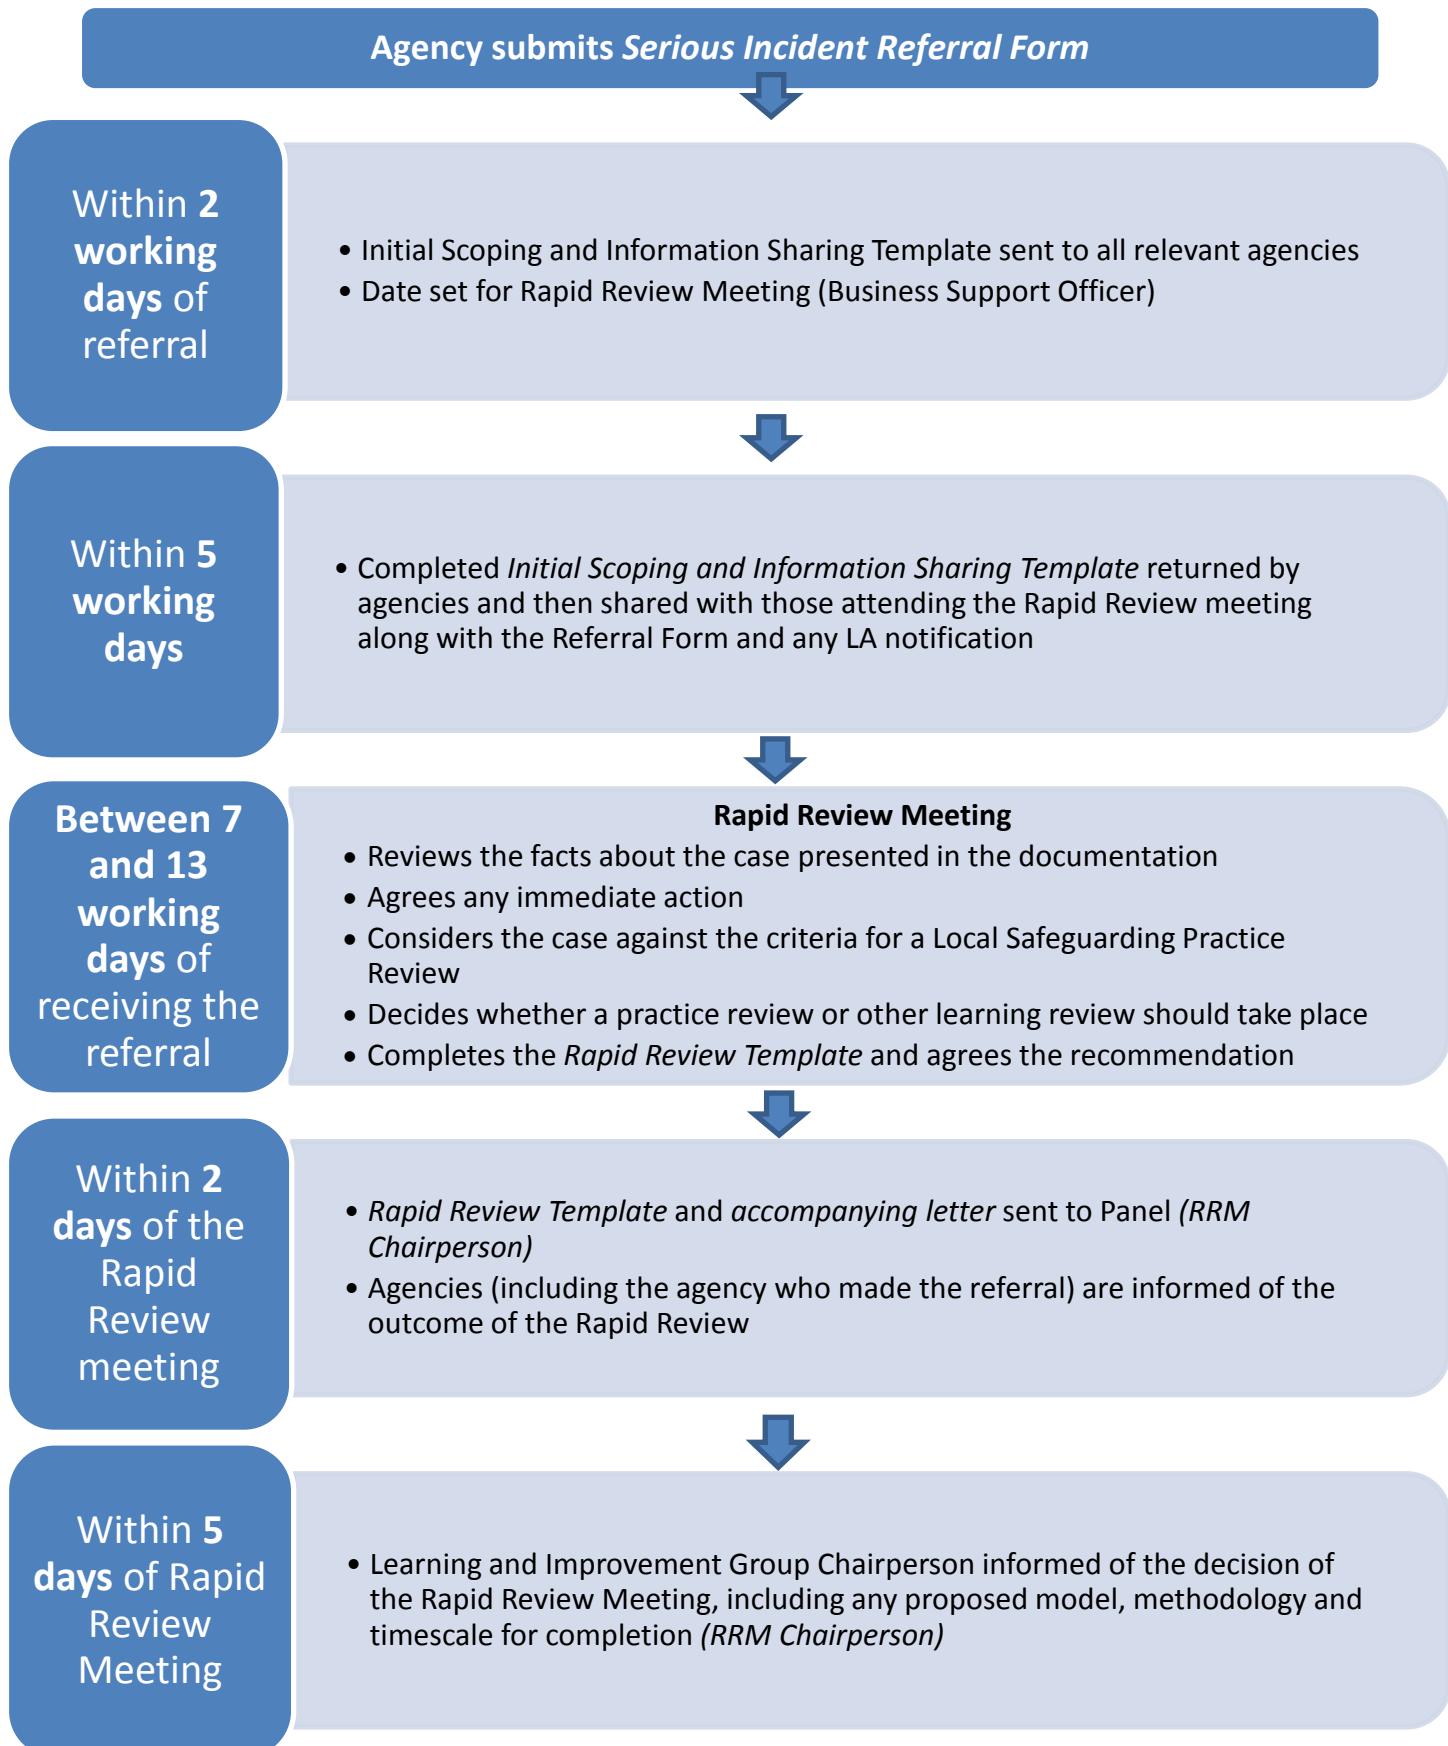 Agency submits Serious Incident Referral Form
Within 2
working
days of
referral
• Initial Scoping and Information Sharing Template sent to all relevant agencies
• Date set for Rapid Review Meeting (Business Support Officer)
Within 5
working
days
• Completed Initial Scoping and Information Sharing Template returned by
agencies and then shared with those attending the Rapid Review meeting
along with the Referral Form and any LA notification
Between 7
and 13
working
days of
receiving the
referral
Rapid Review Meeting
• Reviews the facts about the case presented in the documentation
• Agrees any immediate action
• Considers the case against the criteria for a Local Safeguarding Practice
Review
• Decides whether a practice review or other learning review should take place
• Completes the Rapid Review Template and agrees the recommendation
Within 2
days of the
Rapid
Review
meeting
• Rapid Review Template and accompanying letter sent to Panel (RRM
Chairperson)
• Agencies (including the agency who made the referral) are informed of the
outcome of the Rapid Review
Within 5
days of Rapid
Review
Meeting
• Learning and Improvement Group Chairperson informed of the decision of
the Rapid Review Meeting, including any proposed model, methodology and
timescale for completion (RRM Chairperson)